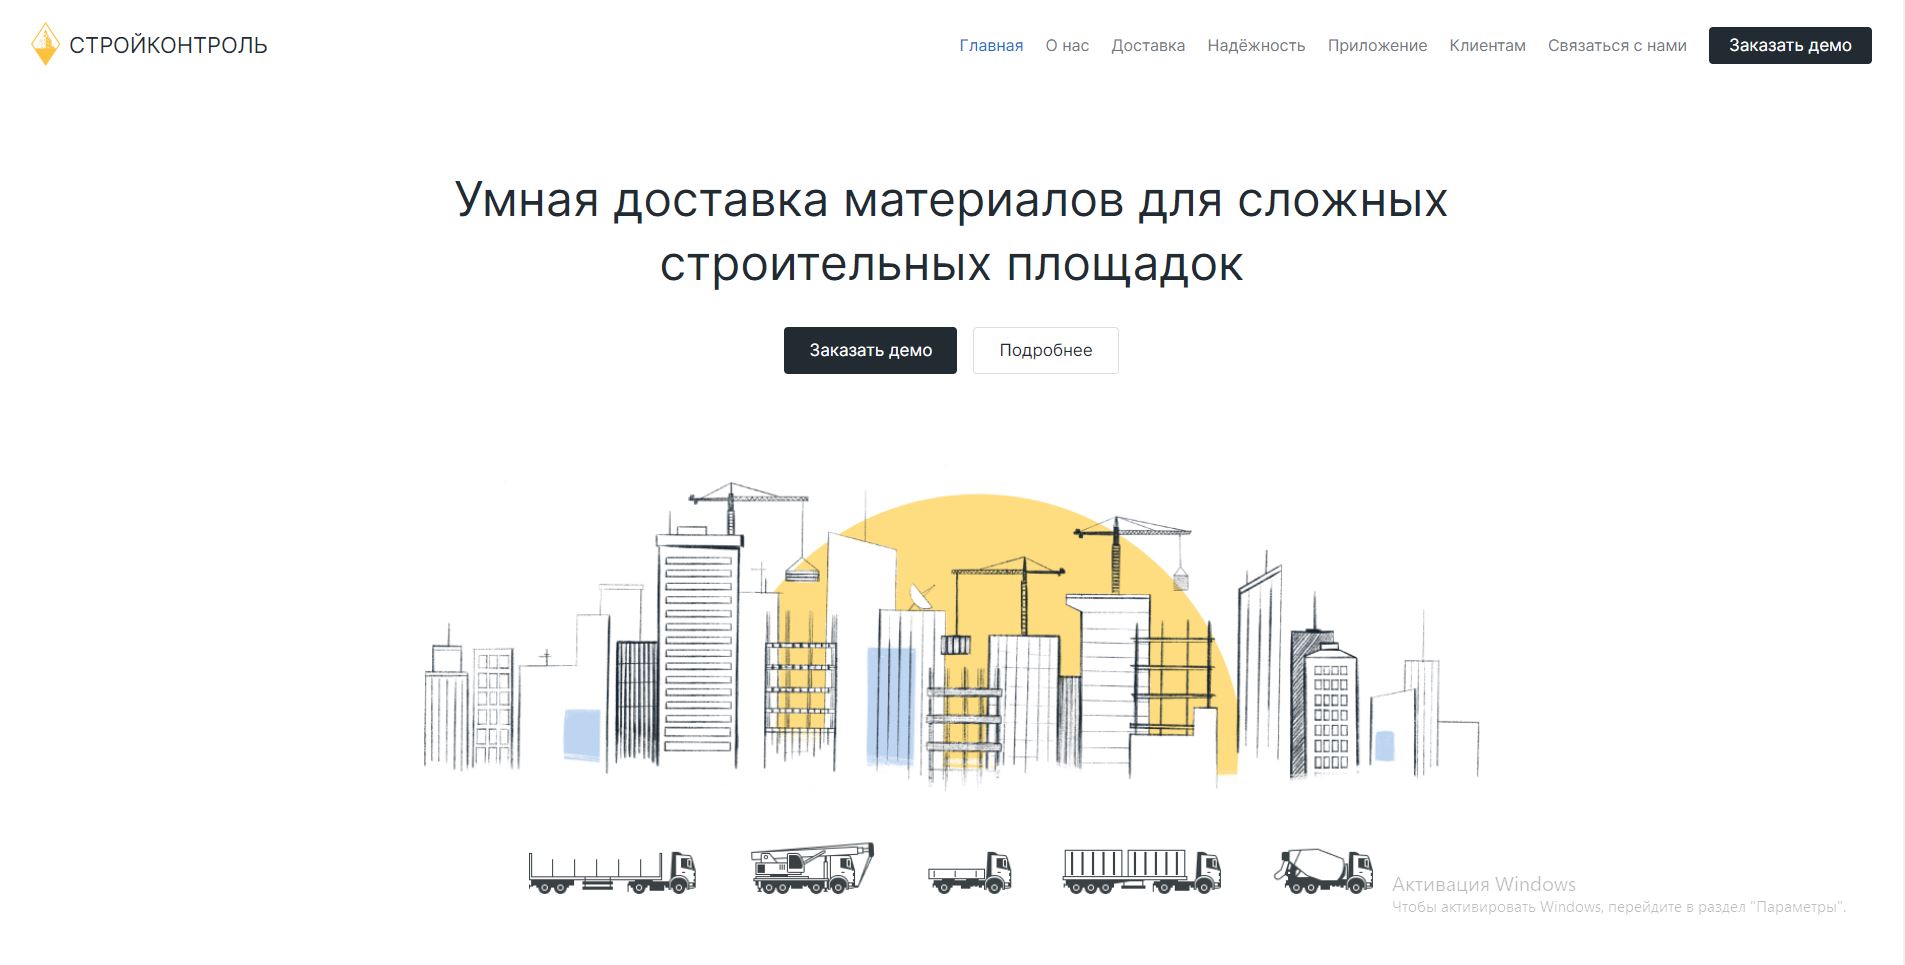 СТРОЙКОНТРОЛЬ
Главная О нас Доставка Надёжность Приложение Клиентам Связаться с нами Заказать демо
Умная доставка материалов для сложных
строительных площадок
Заказать демо Подробнее
Активация Windows
Чтобы активировать Windows, перейдите в раздел "Параметры".